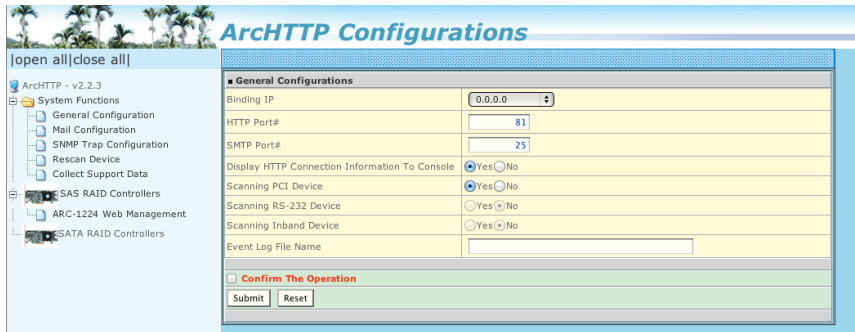 ArcHTTP Configurations
|open all|close all|
ArcHTTP - v2.2.3
System Functions
General Configuration
Mail Configuration
SNMP Trap Configuration
Rescan Device
Collect Support Data
SAS RAID Controllers
ARC-1224 Web Management
SATA RAID Controllers
General Configurations
Binding IP 0.0.0.0
HTTP Port# 81
SMTP Port# 25
Display HTTP Connection Information To Console Yes No
Scanning PCI Device Yes No
Scanning RS-232 Device Yes No
Scanning Inband Device Yes No
Event Log File Name
Confirm The Operation
Submit Reset